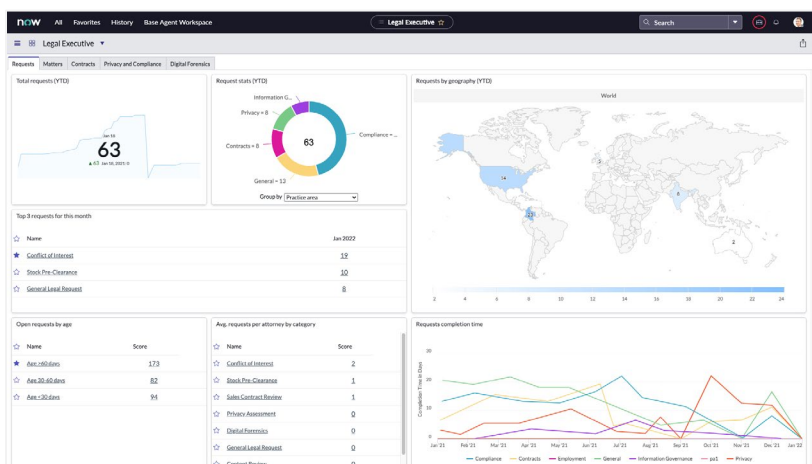 now All Favorites History Base Agent Workspace
Legal Executive
Search
Legal Executive
Requests Matters Contracts Privacy and Compliance Digital Forensics
Total requests (YTD)
Jan 16
63
63 Jan 16, 2021: 0
Request stats (YTD)
Information G...
Privacy = 8
Contracts = 8
Compliance = ...
General = 13
63
Group by Practice area
Requests by geography (YTD)
World
2 4 6 8 10 12 14 16 18 20 22 24
Top 3 requests for this month
Name Jan 2022
Conflict of Interest 19
Stock Pre-Clearance 10
General Legal Request 8
Open requests by age
Name Score
Age >60 days 173
Age 30-60 days 82
Age <30 days 94
Avg. requests per attorney by category
Name Score
Conflict of Interest 2
Stock Pre-Clearance 1
Sales Contract Review 1
Privacy Assessment 0
Digital Forensics 0
General Legal Request 0
Contract Review 0
Requests completion time
Completion Time in Days
30
20
10
0
Jan '21 Feb '21 Mar '21 Apr '21 May '21 Jun '21 Jul '21 Aug '21 Sep '21 Oct '21 Nov '21 Dec '21 Jan '22
Compliance Contracts Employment General Information Governance pa1 Privacy